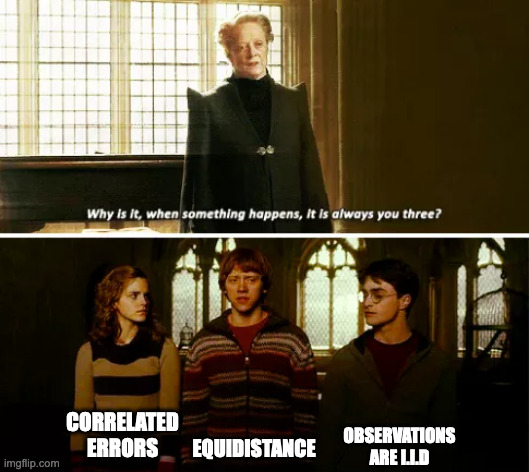 Why is it, when something happens, it is always you three?
CORRELATED
ERRORS
EQUIDISTANCE
OBSERVATIONS
ARE I.I.D
imgflip.com